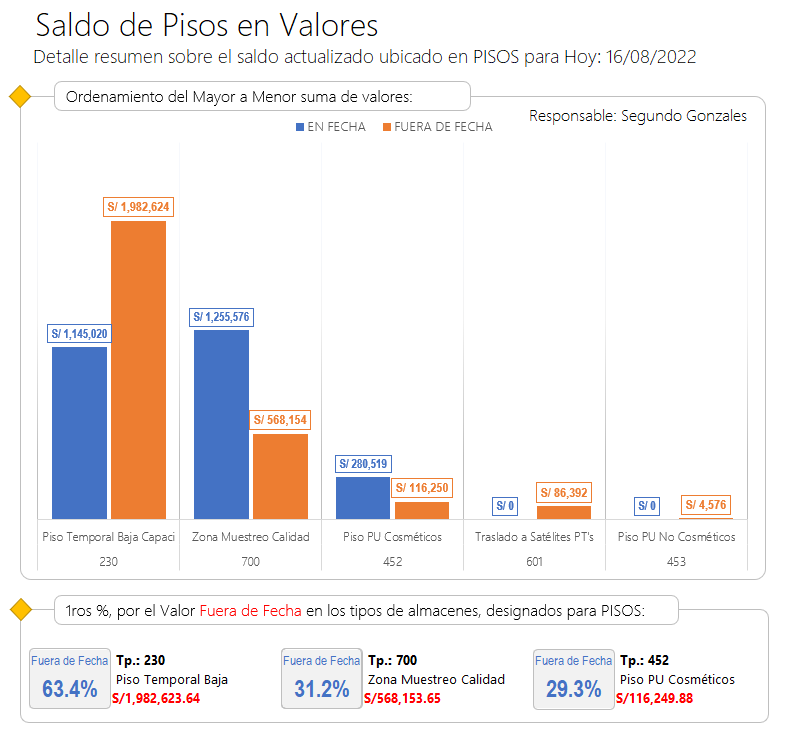 Saldo de Pisos en Valores
Detalle resumen sobre el saldo actualizado ubicado en PISOS para Hoy: 16/08/2022
Ordenamiento del Mayor a Menor suma de valores:
Responsable: Segundo Gonzales
EN FECHA FUERA DE FECHA
S/ 1,982,624
S/ 1,255,576
S/ 1,145,020
S/ 568,154
S/ 280,519
S/ 116,250
S/ 86,392
S/ 0
S/ 0
S/ 4,576
Piso Temporal Baja Capaci Zona Muestreo Calidad Piso PU Cosméticos Traslado a Satélites PT's Piso PU No Cosméticos
230 700 452 601 453
1ros %, por el Valor Fuera de Fecha en los tipos de almacenes, designados para PISOS:
Fuera de Fecha
63.4%
Tp.: 230
Piso Temporal Baja
S/1,982,623.64
Fuera de Fecha
31.2%
Tp.: 700
Zona Muestreo Calidad
S/568,153.65
Fuera de Fecha
29.3%
Tp.: 452
Piso PU Cosméticos
S/116,249.88